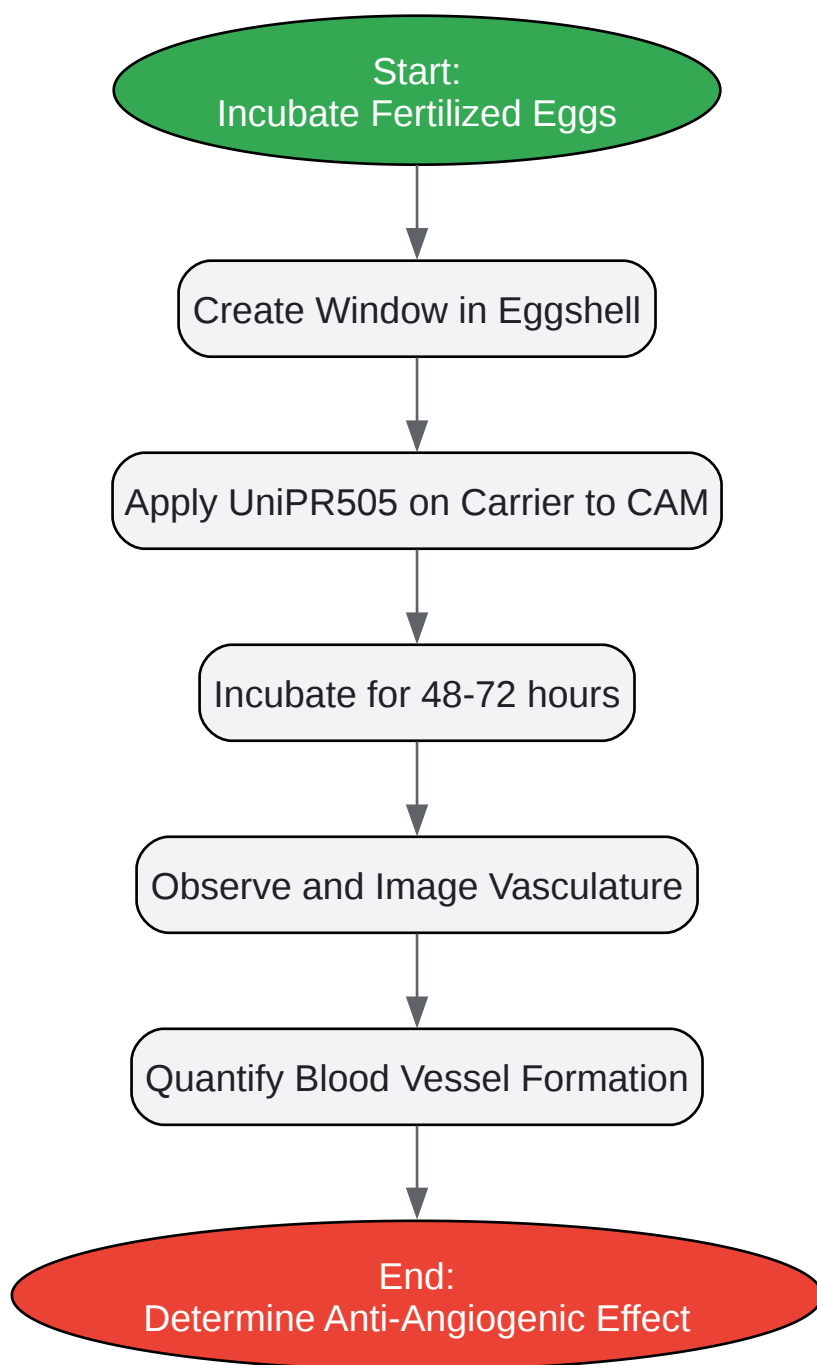 Start:
Incubate Fertilized Eggs
Create Window in Eggshell
Apply UniPR505 on Carrier to CAM
Incubate for 48-72 hours
Observe and Image Vasculature
Quantify Blood Vessel Formation
End:
Determine Anti-Angiogenic Effect